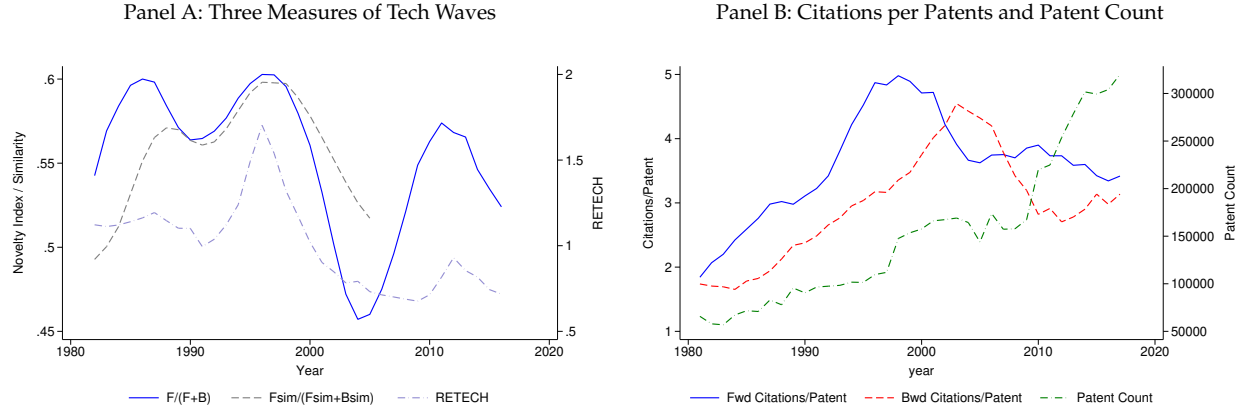 Panel A: Three Measures of Tech Waves
.6
.55
.5
.45
Novelty Index / Similarity
2
1.5
1
.5
RETECH
1980 1990 2000 2010 2020
Year
F/(F+B) Fsim/(Fsim+Bsim) RETECH
Panel B: Citations per Patents and Patent Count
5
4
3
2
1
Citations/Patent
300000
250000
200000
150000
100000
50000
Patent Count
1980 1990 2000 2010 2020
year
Fwd Citations/Patent Bwd Citations/Patent Patent Count